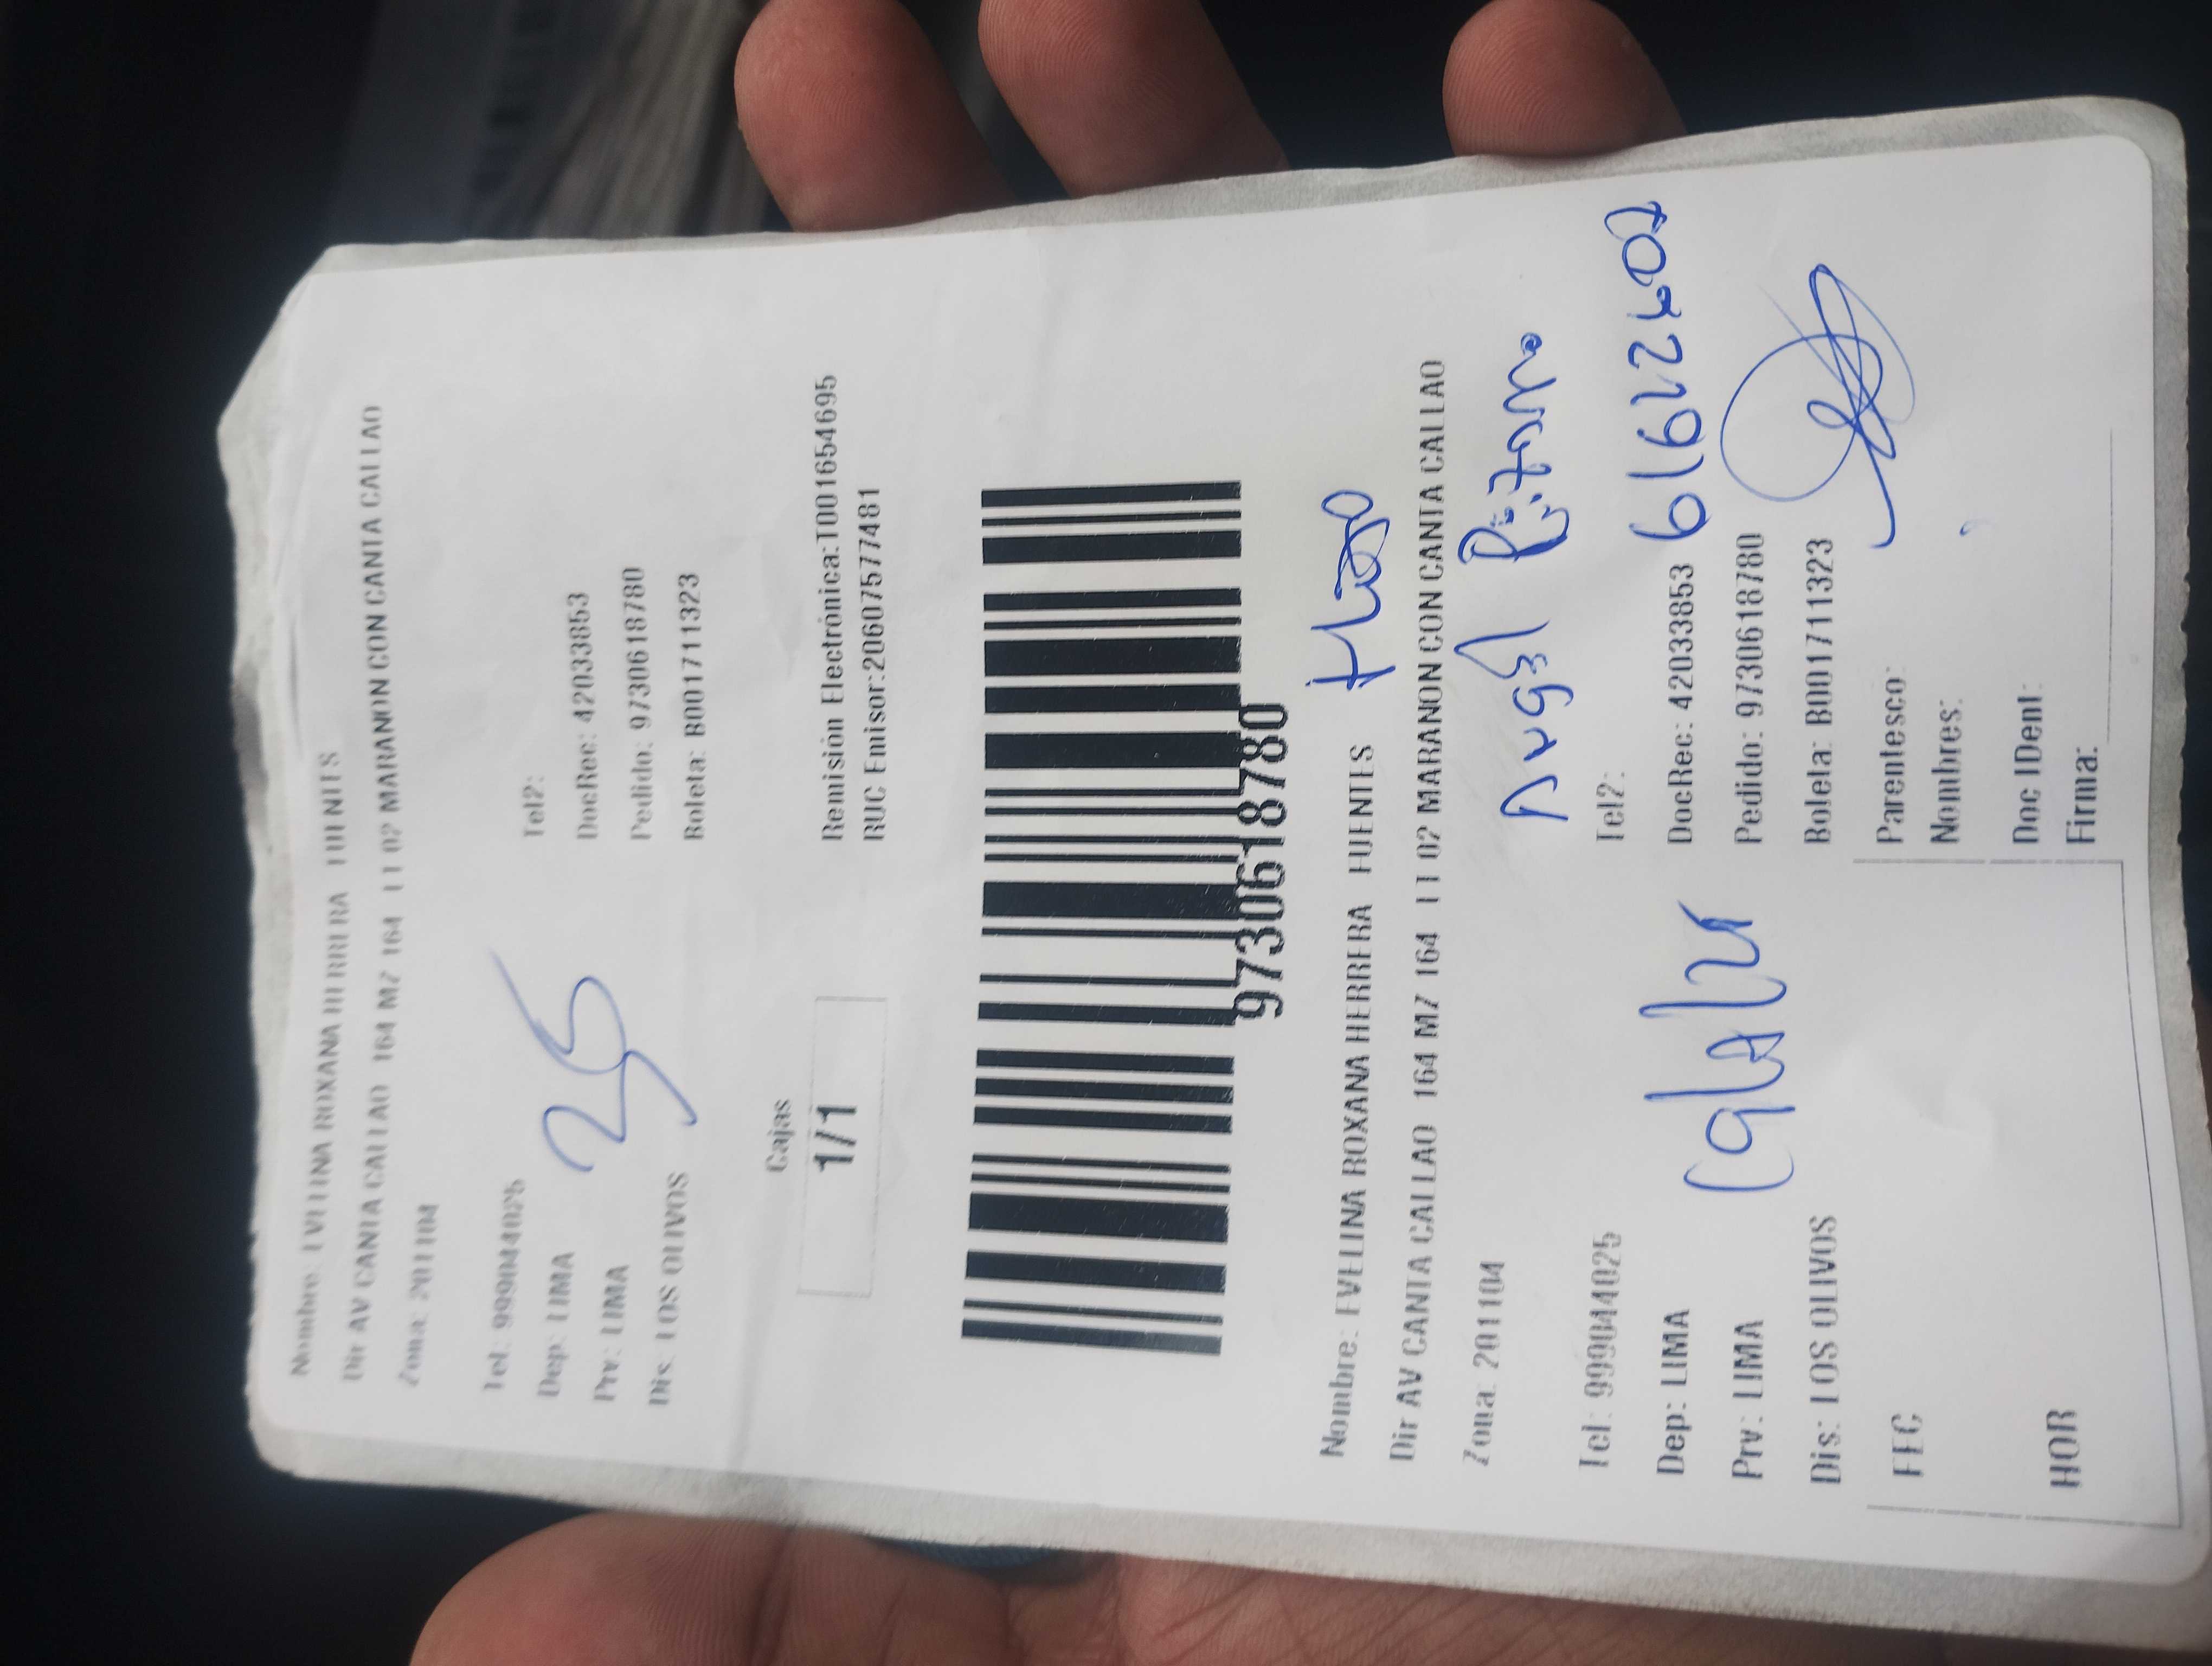 Nombre: EVELINA ROXANA HERRERA FUENTES
Dir AV CANTA CALLAO 164 MZ 164 LT 02 MARANON CON CANTA CALLAO
Zona: 201104
Tel: 999044025
Tel2:
Dep: LIMA
DocRec: 42033853
Prv: LIMA
Pedido: 97306187​80
Dis: LOS OLIVOS
Boleta: B001711323
25
Cajas
1/1
Remisión Electrónica:T001654695
RUC Emisor:20607577481
9730618780
Nombre: EVELINA ROXANA HERRERA FUENTES
Dir AV CANTA CALLAO 164 MZ 164 LT 02 MARANON CON CANTA CALLAO
Zona: 201104
Angel
Tel: 999044025
Tel2:
Dep: LIMA
DocRec: 42033853
Prv: LIMA
Pedido: 9730618780
Dis: LOS OLIVOS
Boleta: B001711323
FEC
Parentesco:
Nombres:
HOR
Doc IDent:
Firma: